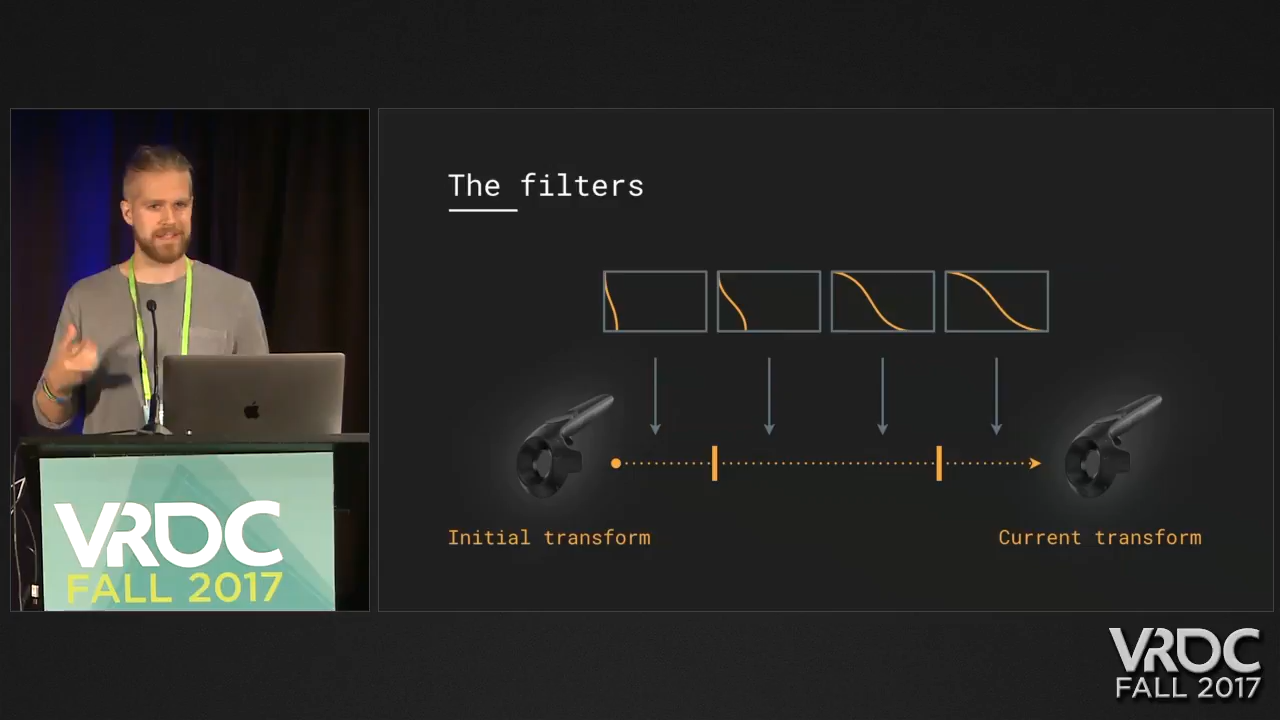 The filters
Initial transform
Current transform
VRDC
FALL 2017
VRDC
FALL 2017